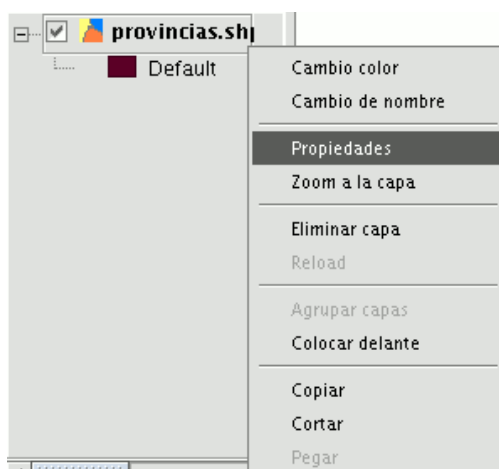 provincias.sh
Default
Cambio color
Cambio de nombre
Propiedades
Zoom a la capa
Eliminar capa
Reload
Agrupar capas
Colocar delante
Copiar
Cortar
Pegar